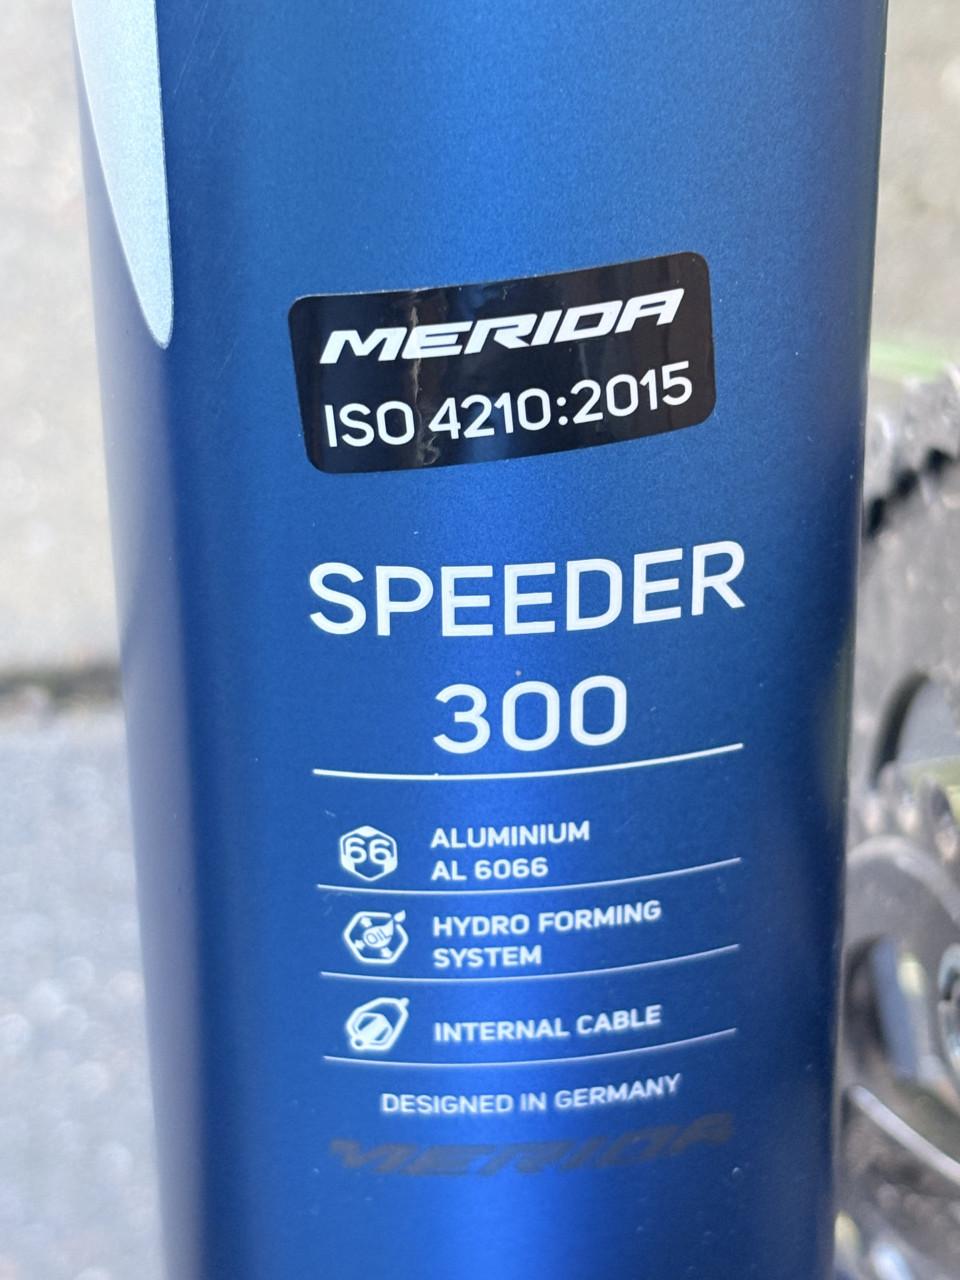 MERIDA
ISO 4210:2015
SPEEDER
300
66
ALUMINIUM
AL 6066
OIL
HYDRO FORMING
SYSTEM
INTERNAL CABLE
DESIGNED IN GERMANY
MERIDA